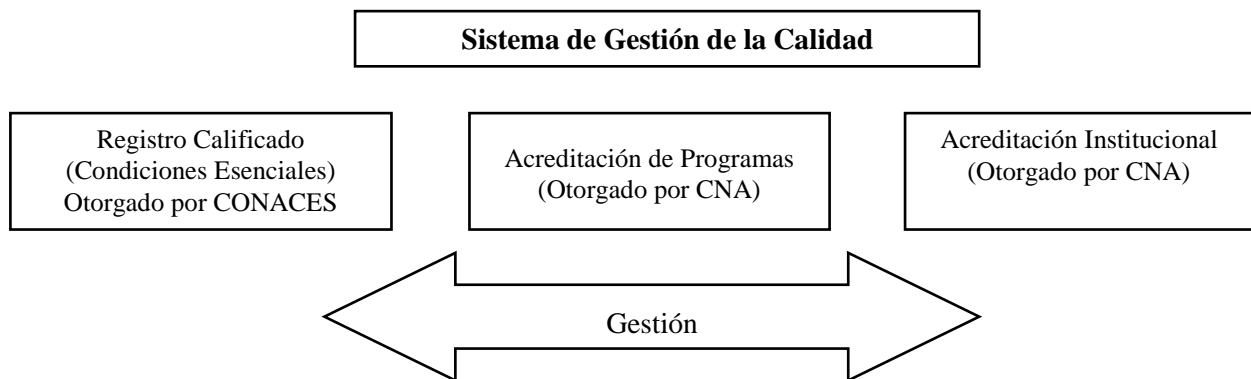 Sistema de Gestión de la Calidad
Registro Calificado
(Condiciones Esenciales)
Otorgado por CONACES
Acreditación de Programas
(Otorgado por CNA)
Acreditación Institucional
(Otorgado por CNA)
Gestión